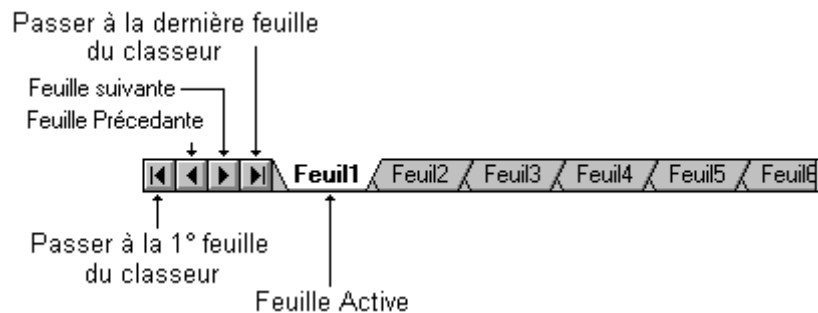 Passer à la dernière feuille
du classeur
Feuille suivante
Feuille Précedante
Feuil1
Feuil2
Feuil3
Feuil4
Feuil5
Feuil6
Passer à la 1° feuille
du classeur
Feuille Active